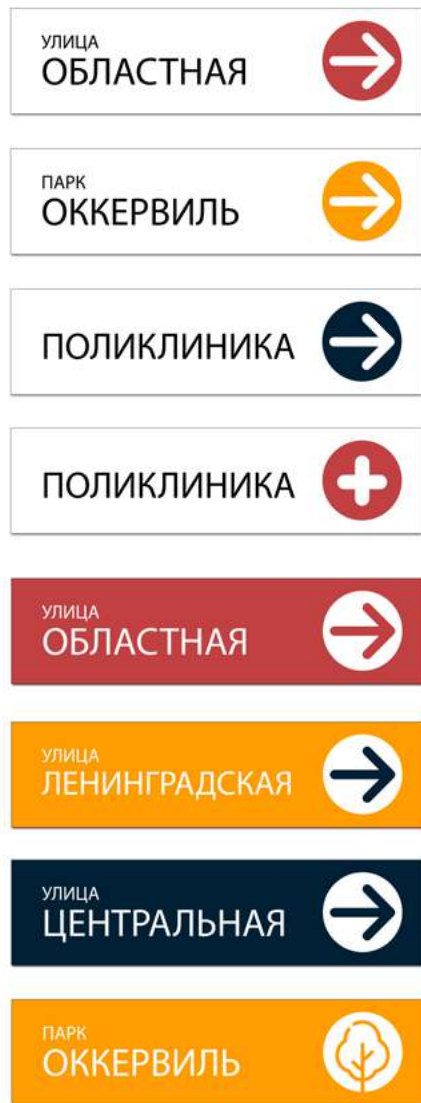 УЛИЦА
ОБЛАСТНАЯ
ПАРК
ОККЕРВИЛЬ
ПОЛИКЛИНИКА
ПОЛИКЛИНИКА
УЛИЦА
ОБЛАСТНАЯ
УЛИЦА
ЛЕНИНГРАДСКАЯ
УЛИЦА
ЦЕНТРАЛЬНАЯ
ПАРК
ОККЕРВИЛЬ